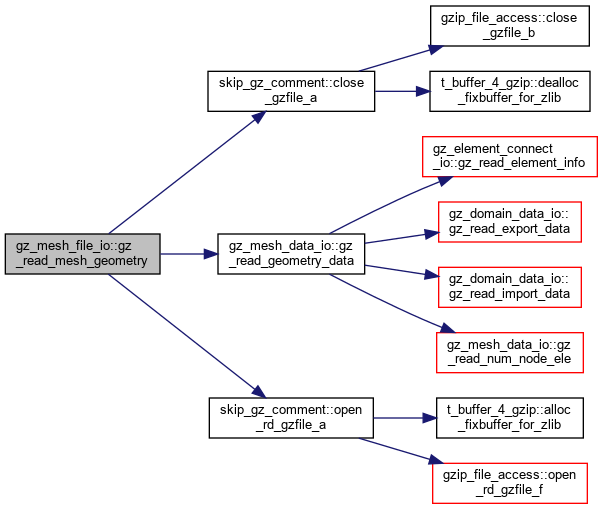 gzip_file_access::close
_gzfile_b
skip_gz_comment::close
_gzfile_a
t_buffer_4_gzip::dealloc
_fixbuffer_for_zlib
gz_element_connect
_io::gz_read_element_info
gz_domain_data_io::
gz_read_export_data
gz_mesh_file_io::gz
_read_mesh_geometry
gz_mesh_data_io::gz
_read_geometry_data
gz_domain_data_io::
gz_read_import_data
gz_mesh_data_io::gz
_read_num_node_ele
skip_gz_comment::open
_rd_gzfile_a
t_buffer_4_gzip::alloc
_fixbuffer_for_zlib
gzip_file_access::open
_rd_gzfile_f